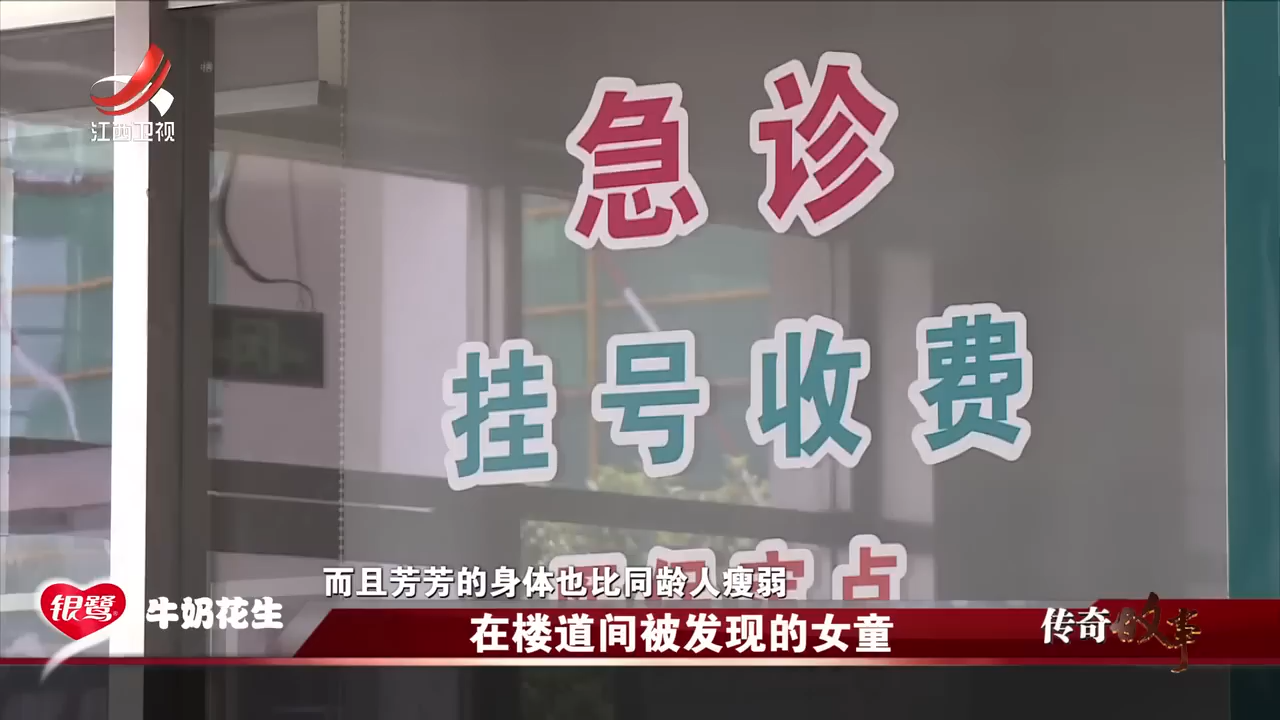 江西卫视
急诊
挂号收费
定点
而且芳芳的身体也比同龄人瘦弱
银鹭®
牛奶花生
在楼道间被发现的女童
传奇故事